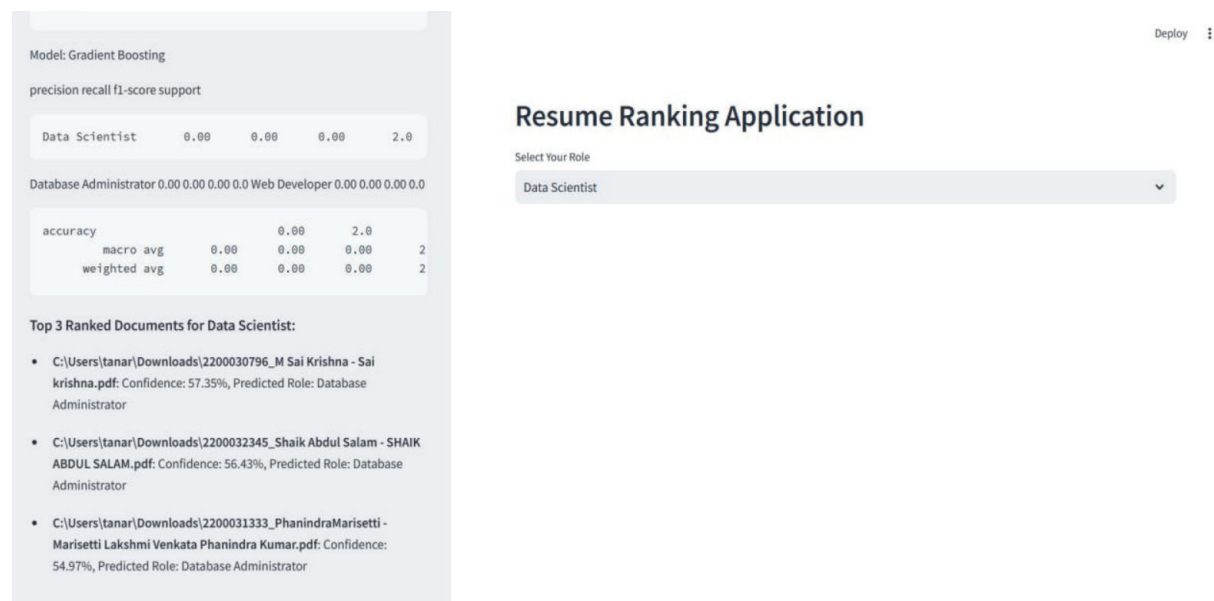 Model: Gradient Boosting
precision recall f1-score support
Data Scientist 0.00 0.00 0.00 2.0
Database Administrator 0.00 0.00 0.00 0.0 Web Developer 0.00 0.00 0.00 0.0
accuracy 0.00 2.0
macro avg 0.00 0.00 0.00 2
weighted avg 0.00 0.00 0.00 2
Top 3 Ranked Documents for Data Scientist:
• C:\Users\tanar\Downloads\2200030796_M Sai Krishna - Sai
krishna.pdf: Confidence: 57.35%, Predicted Role: Database
Administrator
• C:\Users\tanar\Downloads\2200032345_Shaik Abdul Salam - SHAIK
ABDUL SALAM.pdf: Confidence: 56.43%, Predicted Role: Database
Administrator
• C:\Users\tanar\Downloads\2200031333_PhanindraMarisetti -
Marisetti Lakshmi Venkata Phanindra Kumar.pdf: Confidence:
54.97%, Predicted Role: Database Administrator
Deploy
Resume Ranking Application
Select Your Role
Data Scientist